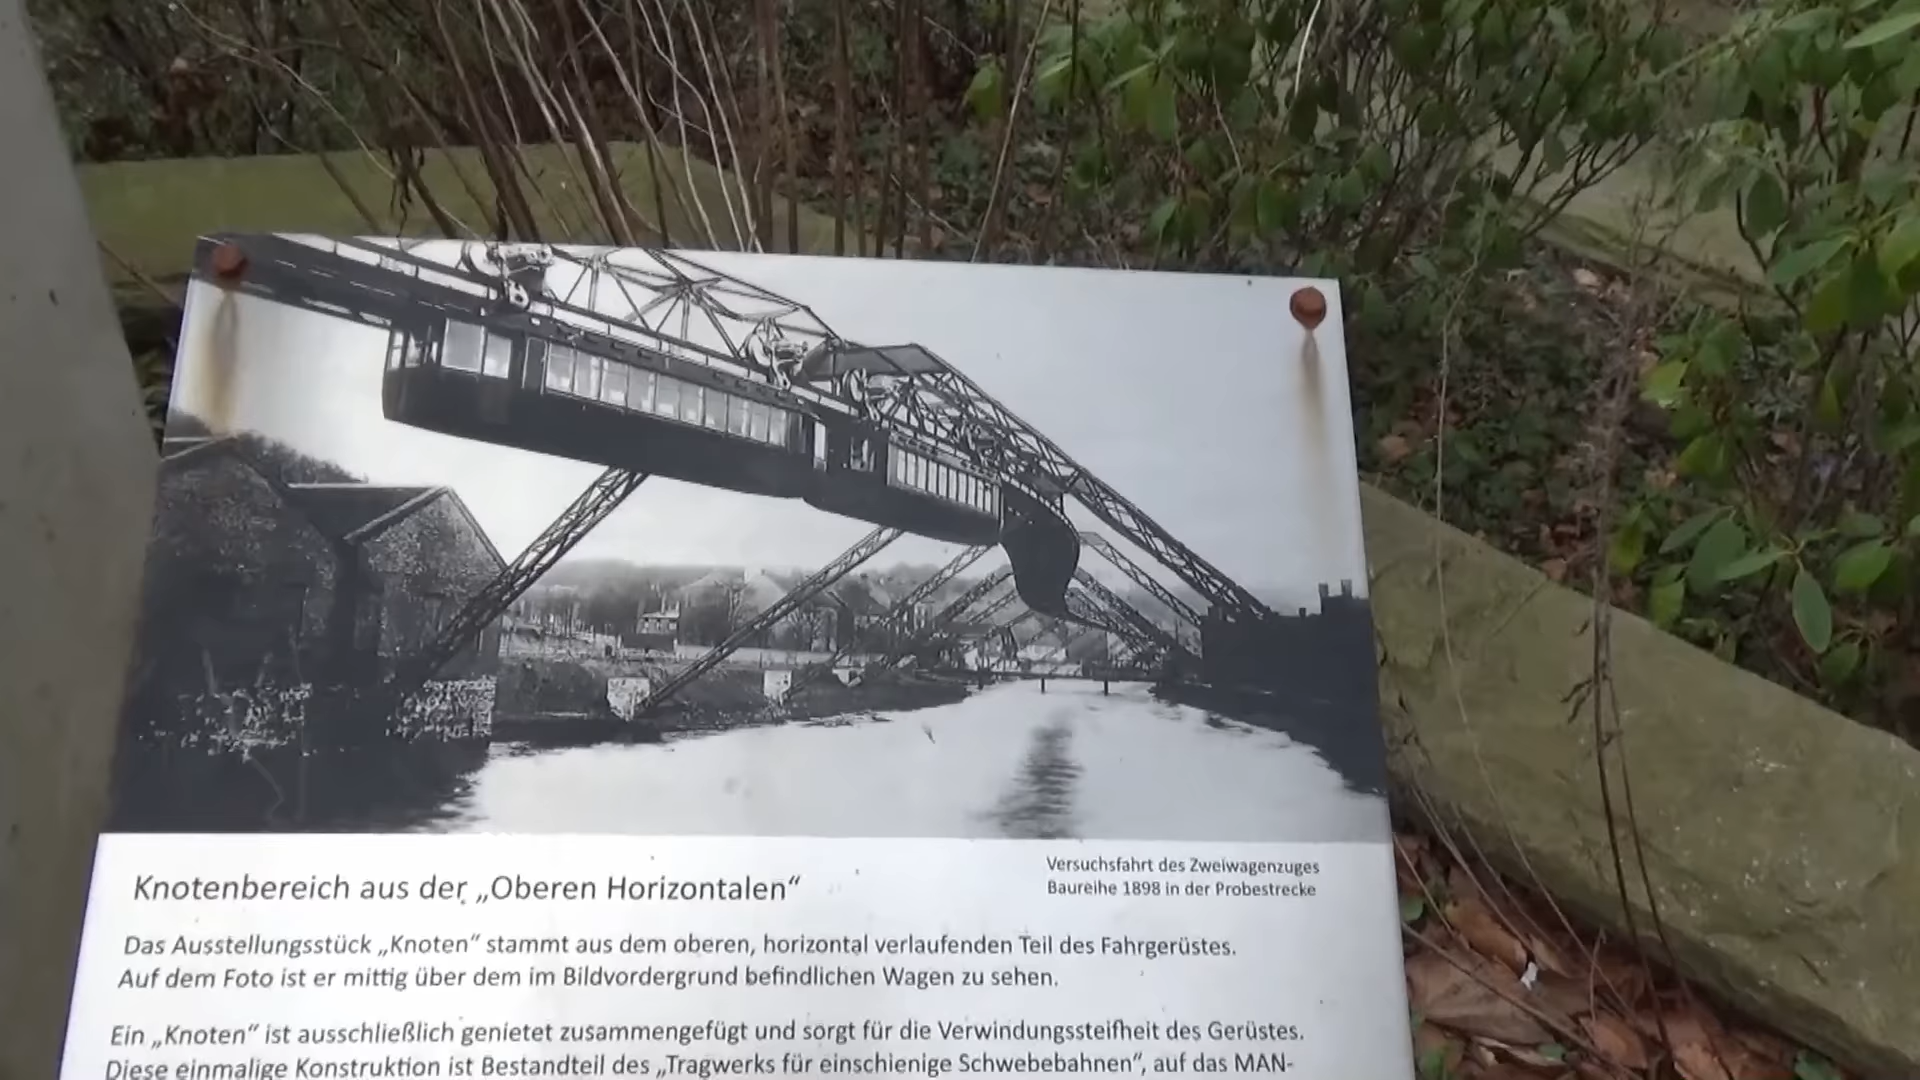 Versuchsfahrt des Zweiwagenzuges
Baureihe 1898 in der Probestrecke
Knotenbereich aus der „Oberen Horizontalen“
Das Ausstellungsstück „Knoten“ stammt aus dem oberen, horizontal verlaufenden Teil des Fahrgerüstes.
Auf dem Foto ist er mittig über dem im Bildvordergrund befindlichen Wagen zu sehen.
Ein „Knoten“ ist ausschließlich genietet zusammengefügt und sorgt für die Verwindungssteifheit des Gerüstes.
Diese einmalige Konstruktion ist Bestandteil des „Tragwerks für einschienige Schwebebahnen“, auf das MAN-